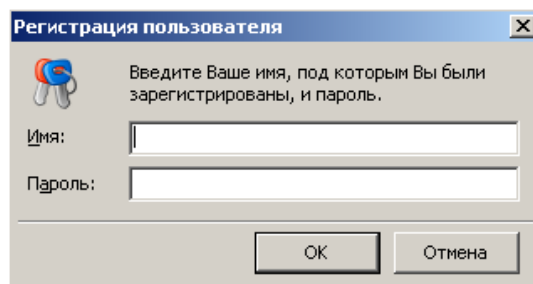 Регистрация пользователя
Введите Ваше имя, под которым Вы были
зарегистрированы, и пароль.
Имя:
Пароль:
OK
Отмена